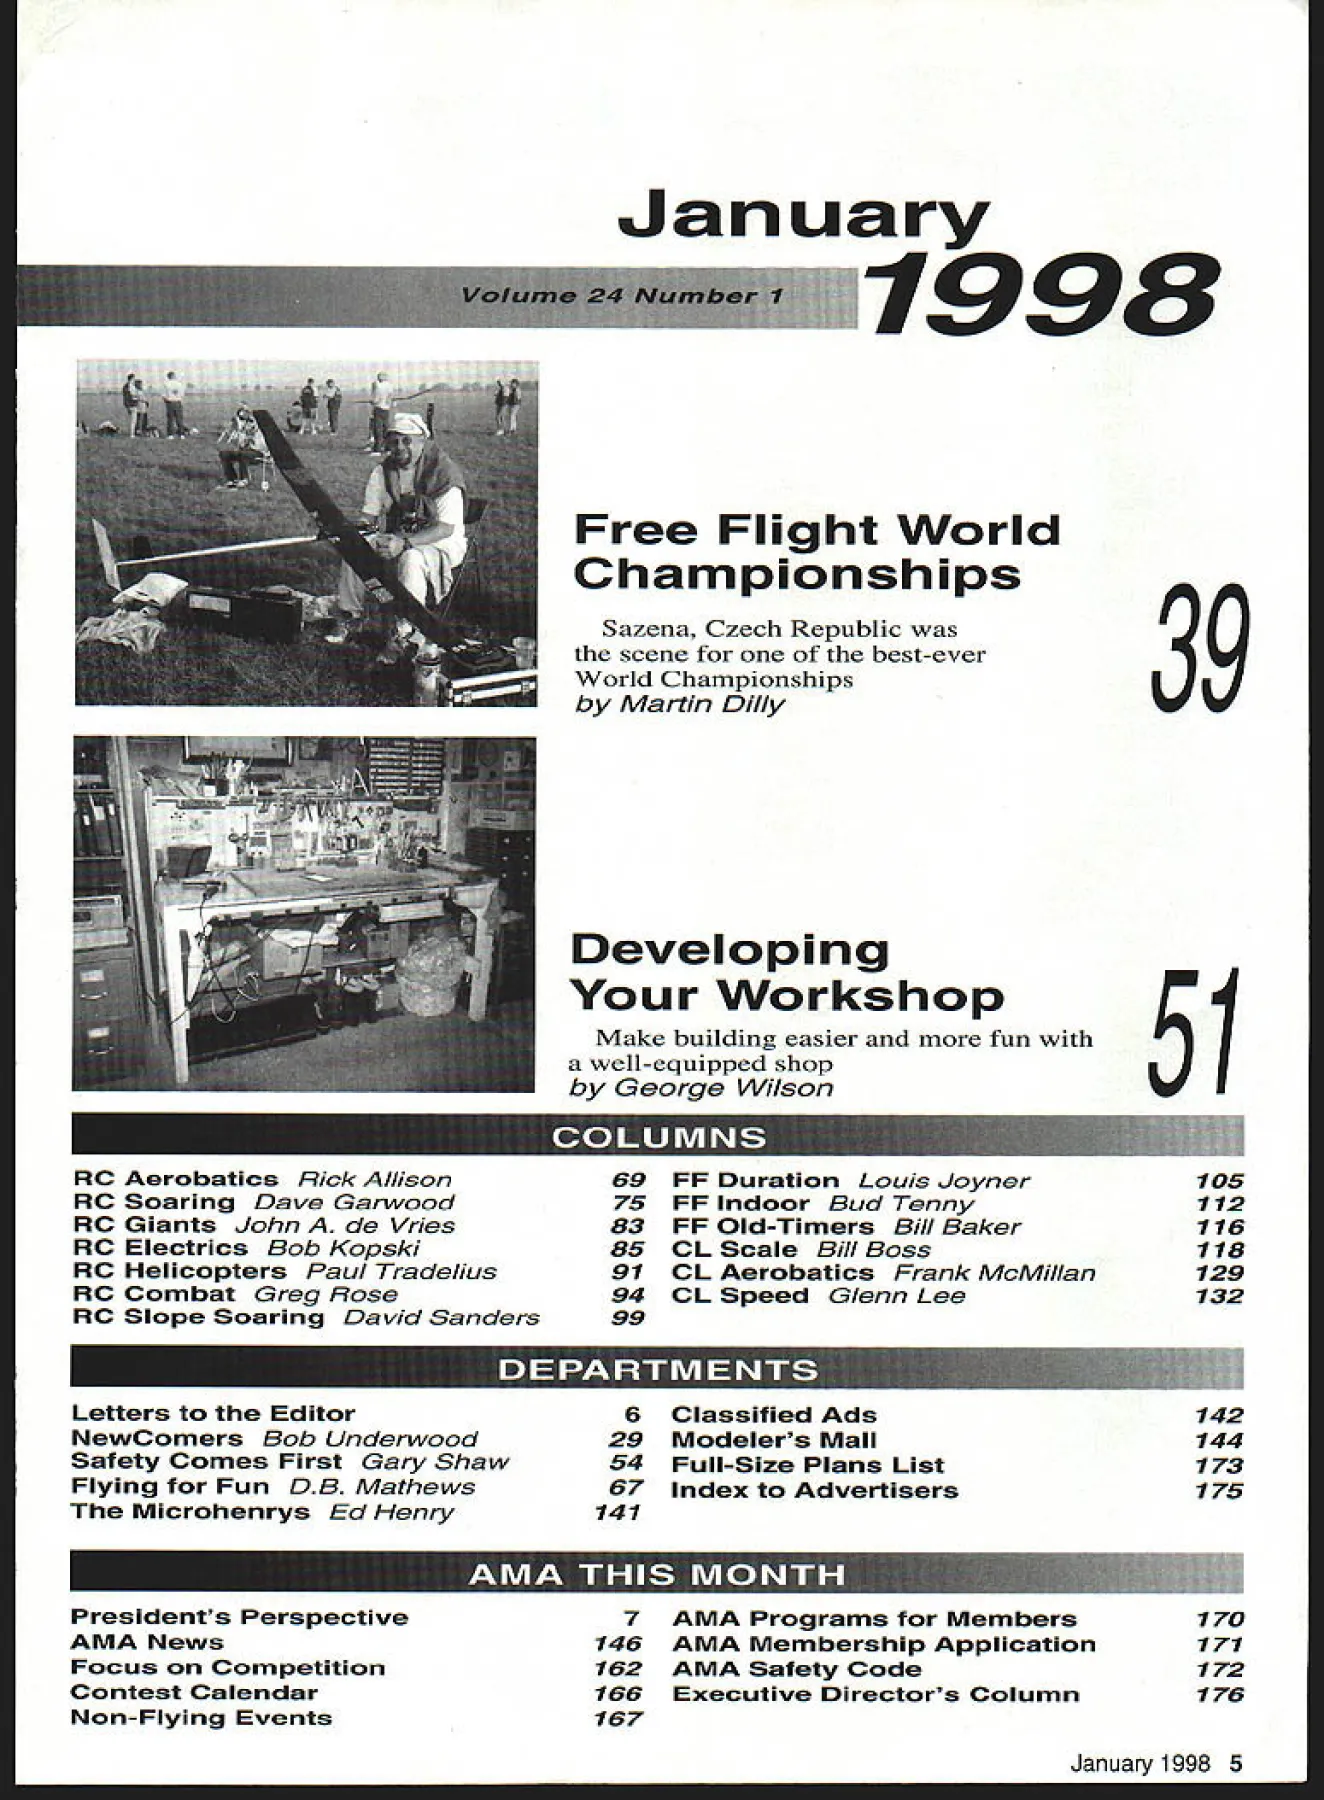 January
1998
Volume 24 Number 1
Free Flight World
Championships
Sazena, Czech Republic was
the scene for one of the best-ever
World Championships
by Martin Dilly
39
Developing
Your Workshop
Make building easier and more fun with
a well-equipped shop
by George Wilson
51
COLUMNS
RC Aerobatics Rick Allison 69
RC Soaring Dave Garwood 75
RC Giants John A. de Vries 83
RC Electrics Bob Kopski 85
RC Helicopters Paul Tradelius 91
RC Combat Greg Rose 94
RC Slope Soaring David Sanders 99
FF Duration Louis Joyner 105
FF Indoor Bud Tenny 112
FF Old-Timers Bill Baker 116
CL Scale Bill Boss 118
CL Aerobatics Frank McMillan 129
CL Speed Glenn Lee 132
DEPARTMENTS
Letters to the Editor 6
NewComers Bob Underwood 29
Safety Comes First Gary Shaw 54
Flying for Fun D.B. Mathews 67
The Microhenrys Ed Henry 141
Classified Ads 142
Modeler's Mall 144
Full-Size Plans List 173
Index to Advertisers 175
AMA THIS MONTH
President's Perspective 7
AMA News 146
Focus on Competition 162
Contest Calendar 166
Non-Flying Events 167
AMA Programs for Members 170
AMA Membership Application 171
AMA Safety Code 172
Executive Director's Column 176
January 1998 5